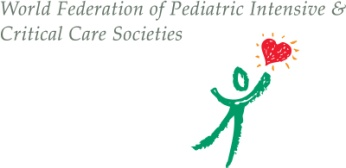 World Federation of Pediatric Intensive &
Critical Care Societies